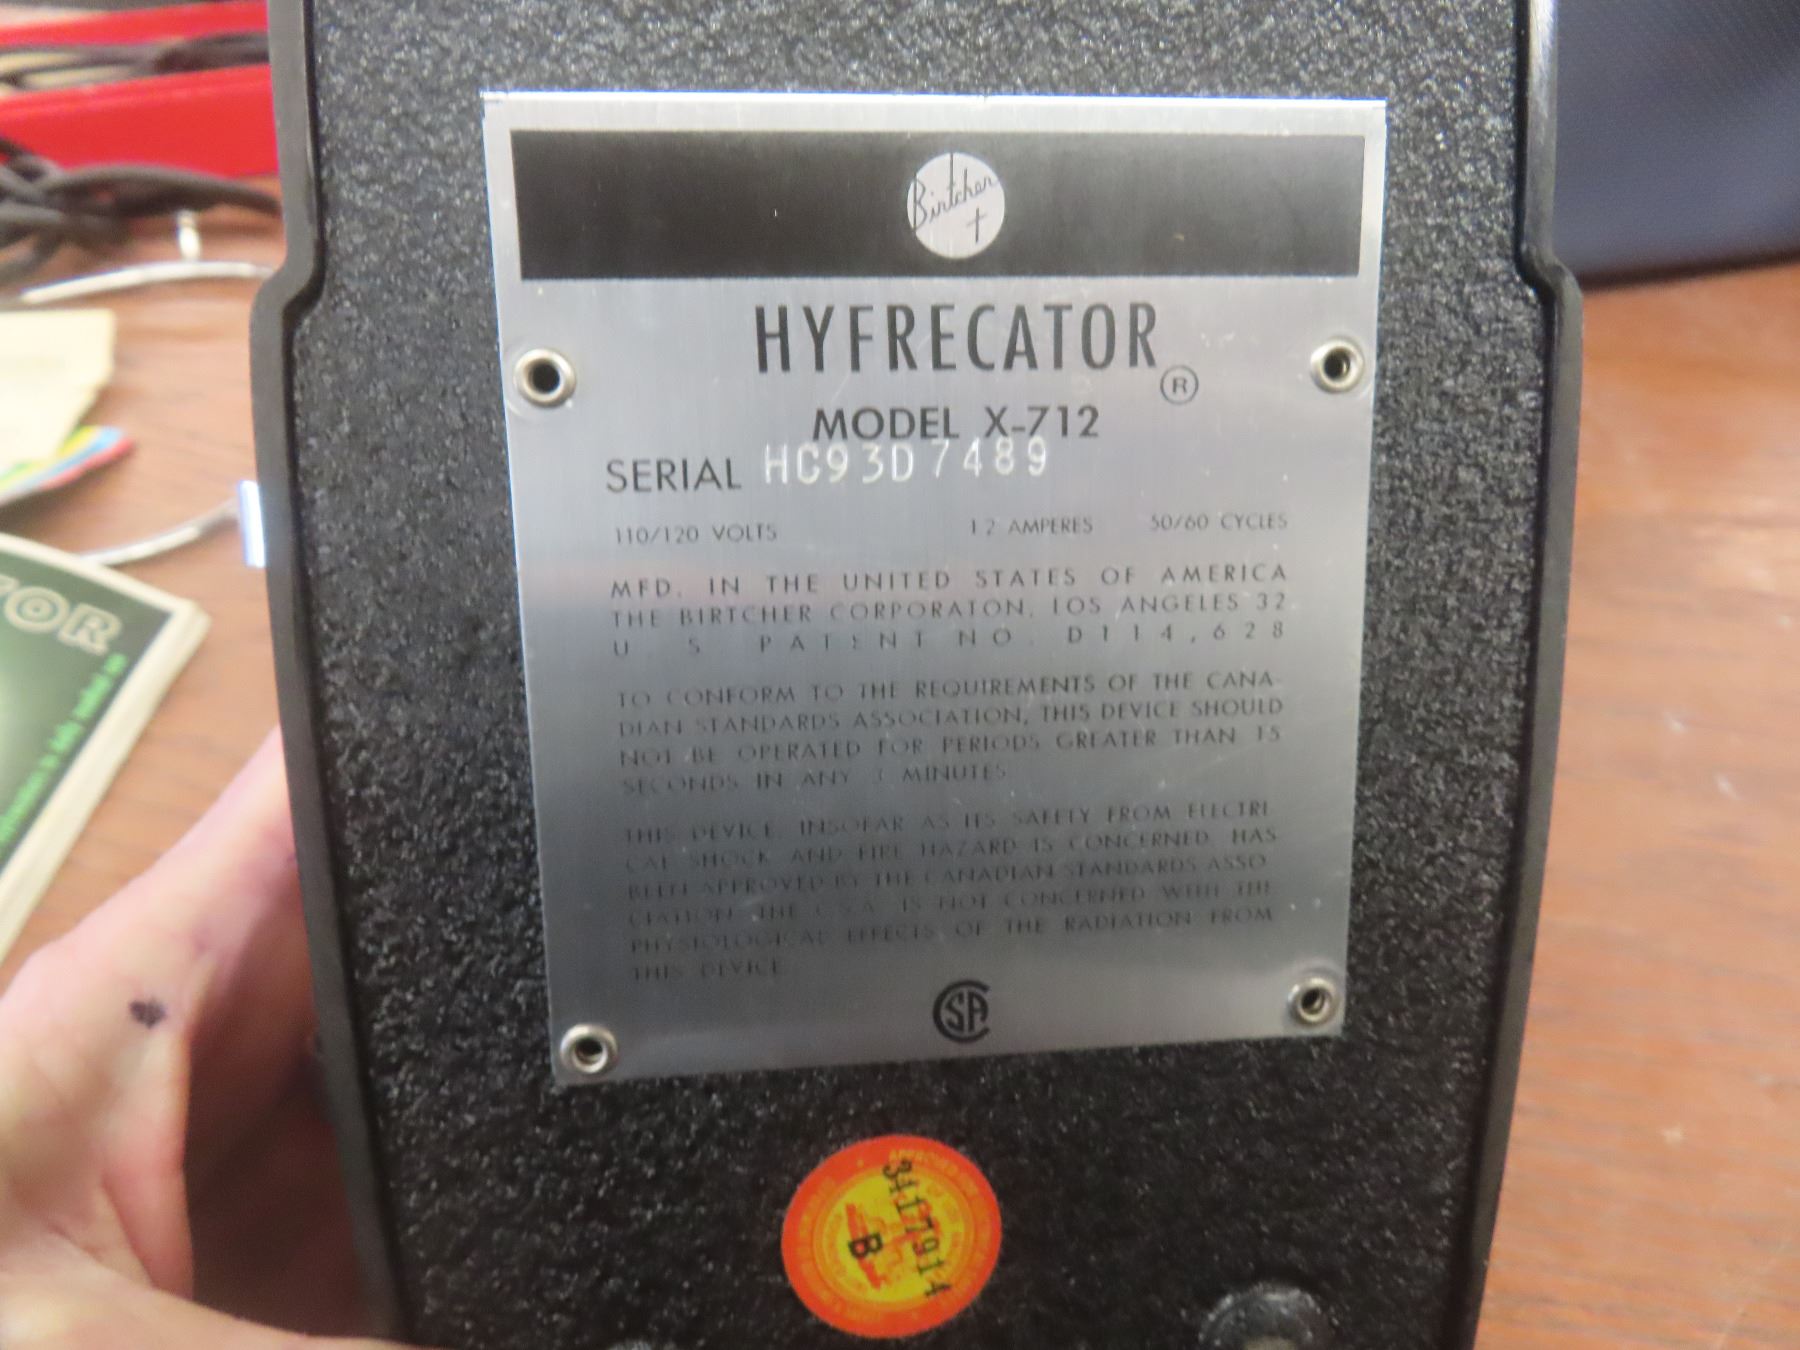 Birtcher
HYFRECATOR
®
MODEL X-712
SERIAL HC93D7489
110/120 VOLTS 1 2 AMPERES 50/60 CYCLES
MFD. IN THE UNITED STATES OF AMERICA
THE BIRTCHER CORPORATON, LOS ANGELES 32
U S PATENT NO. D114,628
TO CONFORM TO THE REQUIREMENTS OF THE CANA-
DIAN STANDARDS ASSOCIATION, THIS DEVICE SHOULD
NOT BE OPERATED FOR PERIODS GREATER THAN 15
SECONDS IN ANY 3 MINUTES
THIS DEVICE, INSOFAR AS ITS SAFETY FROM ELECTRI
CAL SHOCK AND FIRE HAZARD IS CONCERNED, HAS
BEEN APPROVED BY THE CANADIAN STANDARDS ASSO
CIATION. THE C.S.A. IS NOT CONCERNED WITH THE
PHYSIOLOGICAL EFFECTS OF THE RADIATION FROM
THIS DEVICE
CSA
APPROVED
3417914
B
TOR